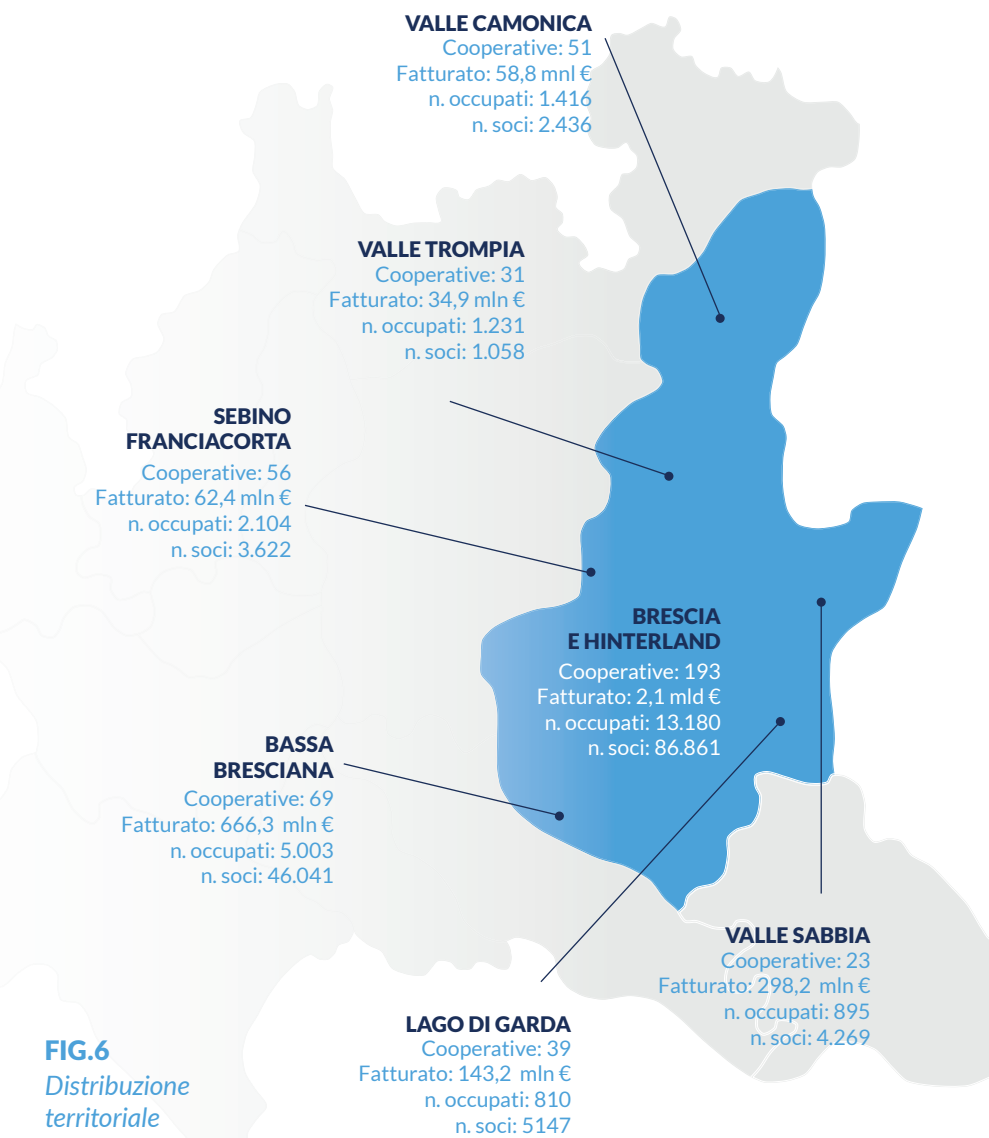 VALLE CAMONICA
Cooperative: 51
Fatturato: 58,8 mnl €
n. occupati: 1.416
n. soci: 2.436
VALLE TROMPIA
Cooperative: 31
Fatturato: 34,9 mln €
n. occupati: 1.231
n. soci: 1.058
SEBINO
FRANCIACORTA
Cooperative: 56
Fatturato: 62,4 mln €
n. occupati: 2.104
n. soci: 3.622
BRESCIA
E HINTERLAND
Cooperative: 193
Fatturato: 2,1 mld €
n. occupati: 13.180
n. soci: 86.861
BASSA
BRESCIANA
Cooperative: 69
Fatturato: 666,3 mln €
n. occupati: 5.003
n. soci: 46.041
VALLE SABBIA
Cooperative: 23
Fatturato: 298,2 mln €
n. occupati: 895
n. soci: 4.269
LAGO DI GARDA
Cooperative: 39
Fatturato: 143,2 mln €
n. occupati: 810
n. soci: 5147
FIG.6
Distribuzione
territoriale